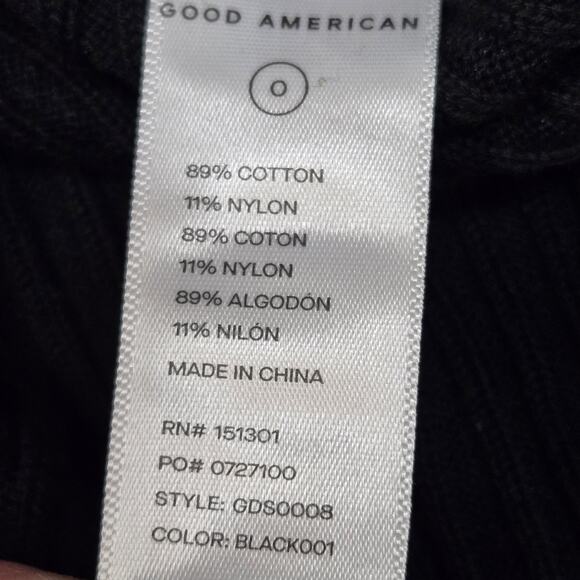 GOOD AMERICAN
0
89% COTTON
11% NYLON
89% COTON
11% NYLON
89% ALGODÓN
11% NILÓN
MADE IN CHINA
RN# 151301
PO# 0727100
STYLE: GDS0008
COLOR: BLACK001